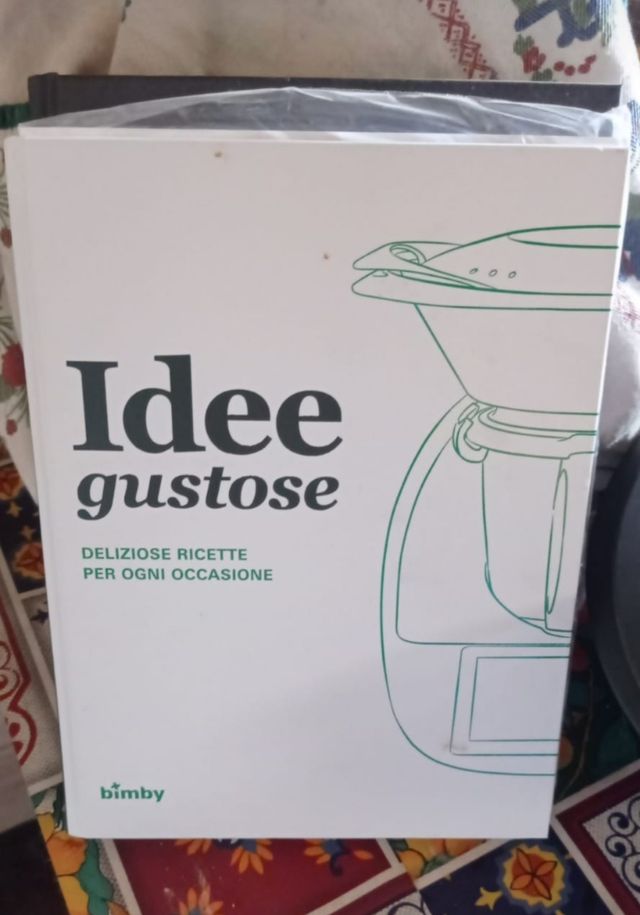 Idee
gustose
DELIZIOSE RICETTE
PER OGNI OCCASIONE
bimby